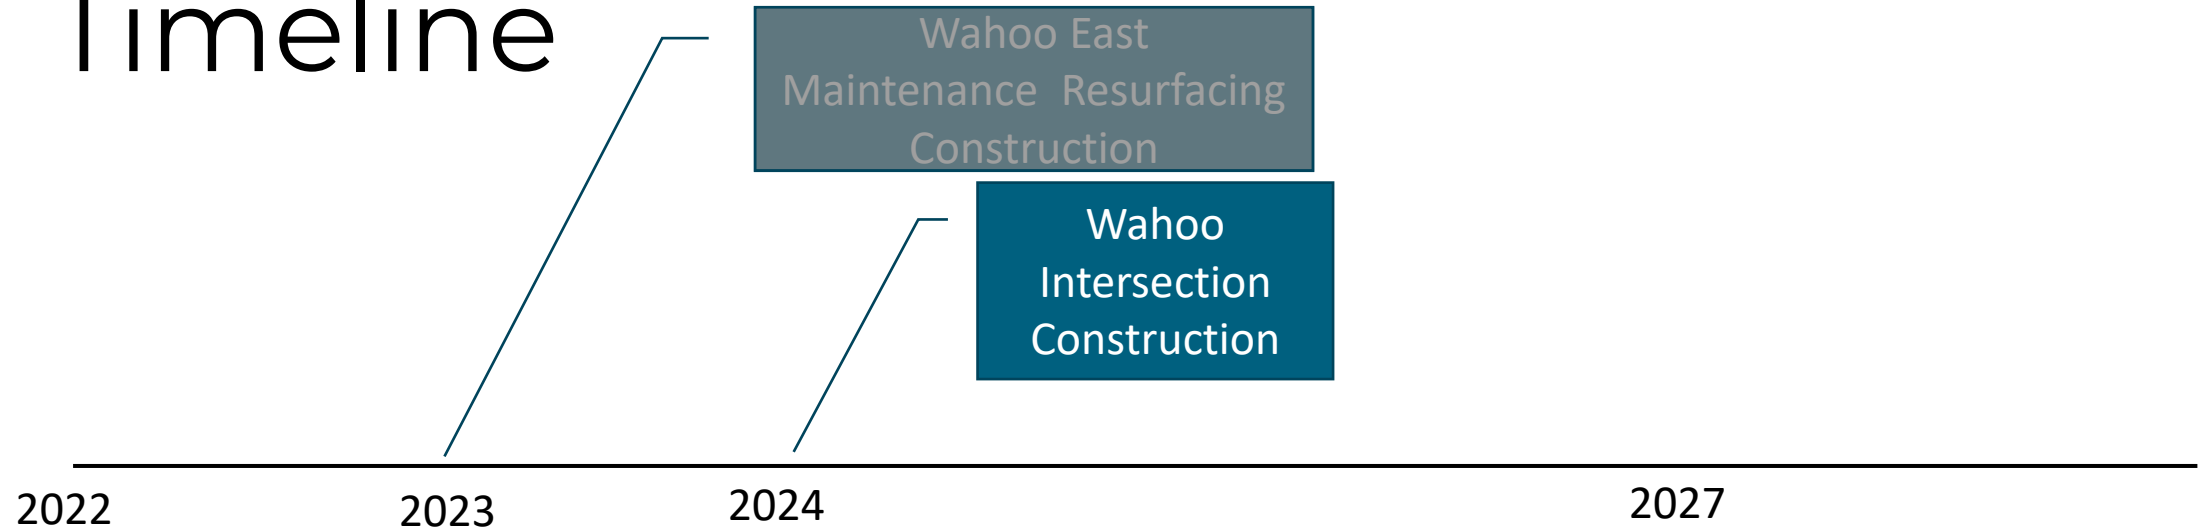 Timeline
Wahoo East
Maintenance Resurfacing
Construction
Wahoo
Intersection
Construction
2022
2023
2024
2027